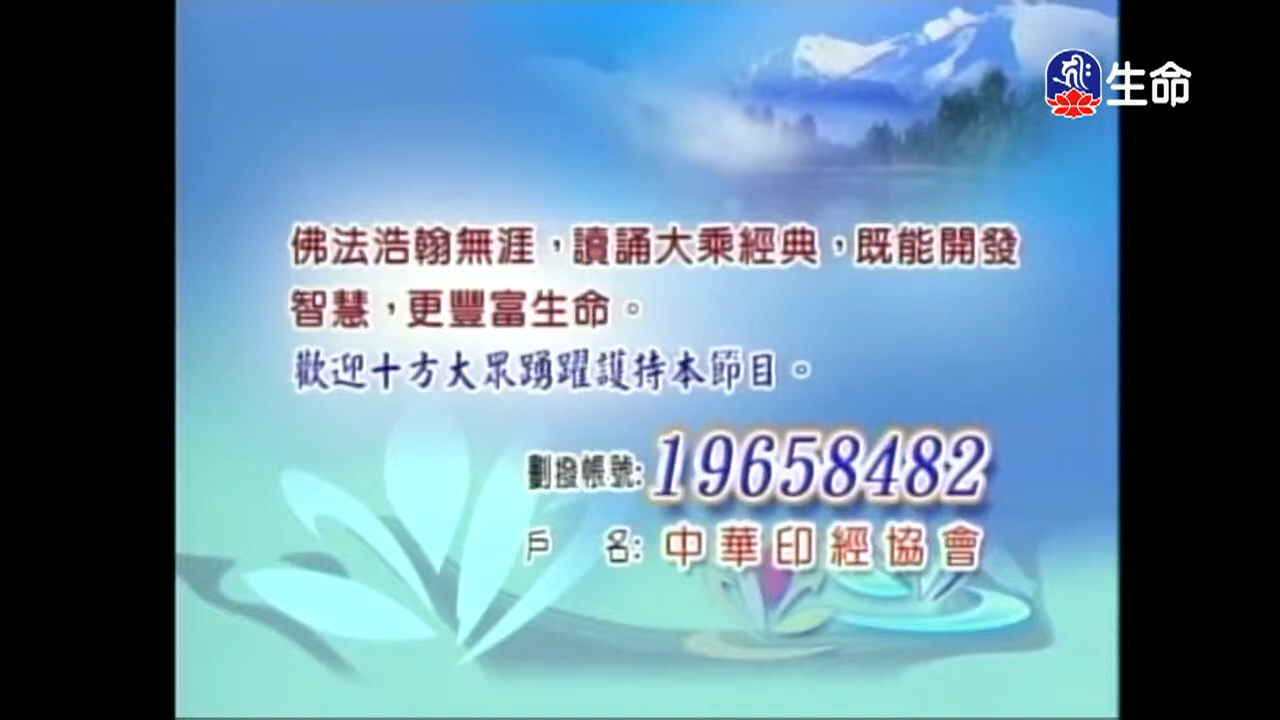 生命
佛法浩翰無涯，讀誦大乘經典，既能開發
智慧，更豐富生命。
歡迎十方大眾踴躍護持本節目。
劃撥帳號:19658482
戶　名:中華印經協會